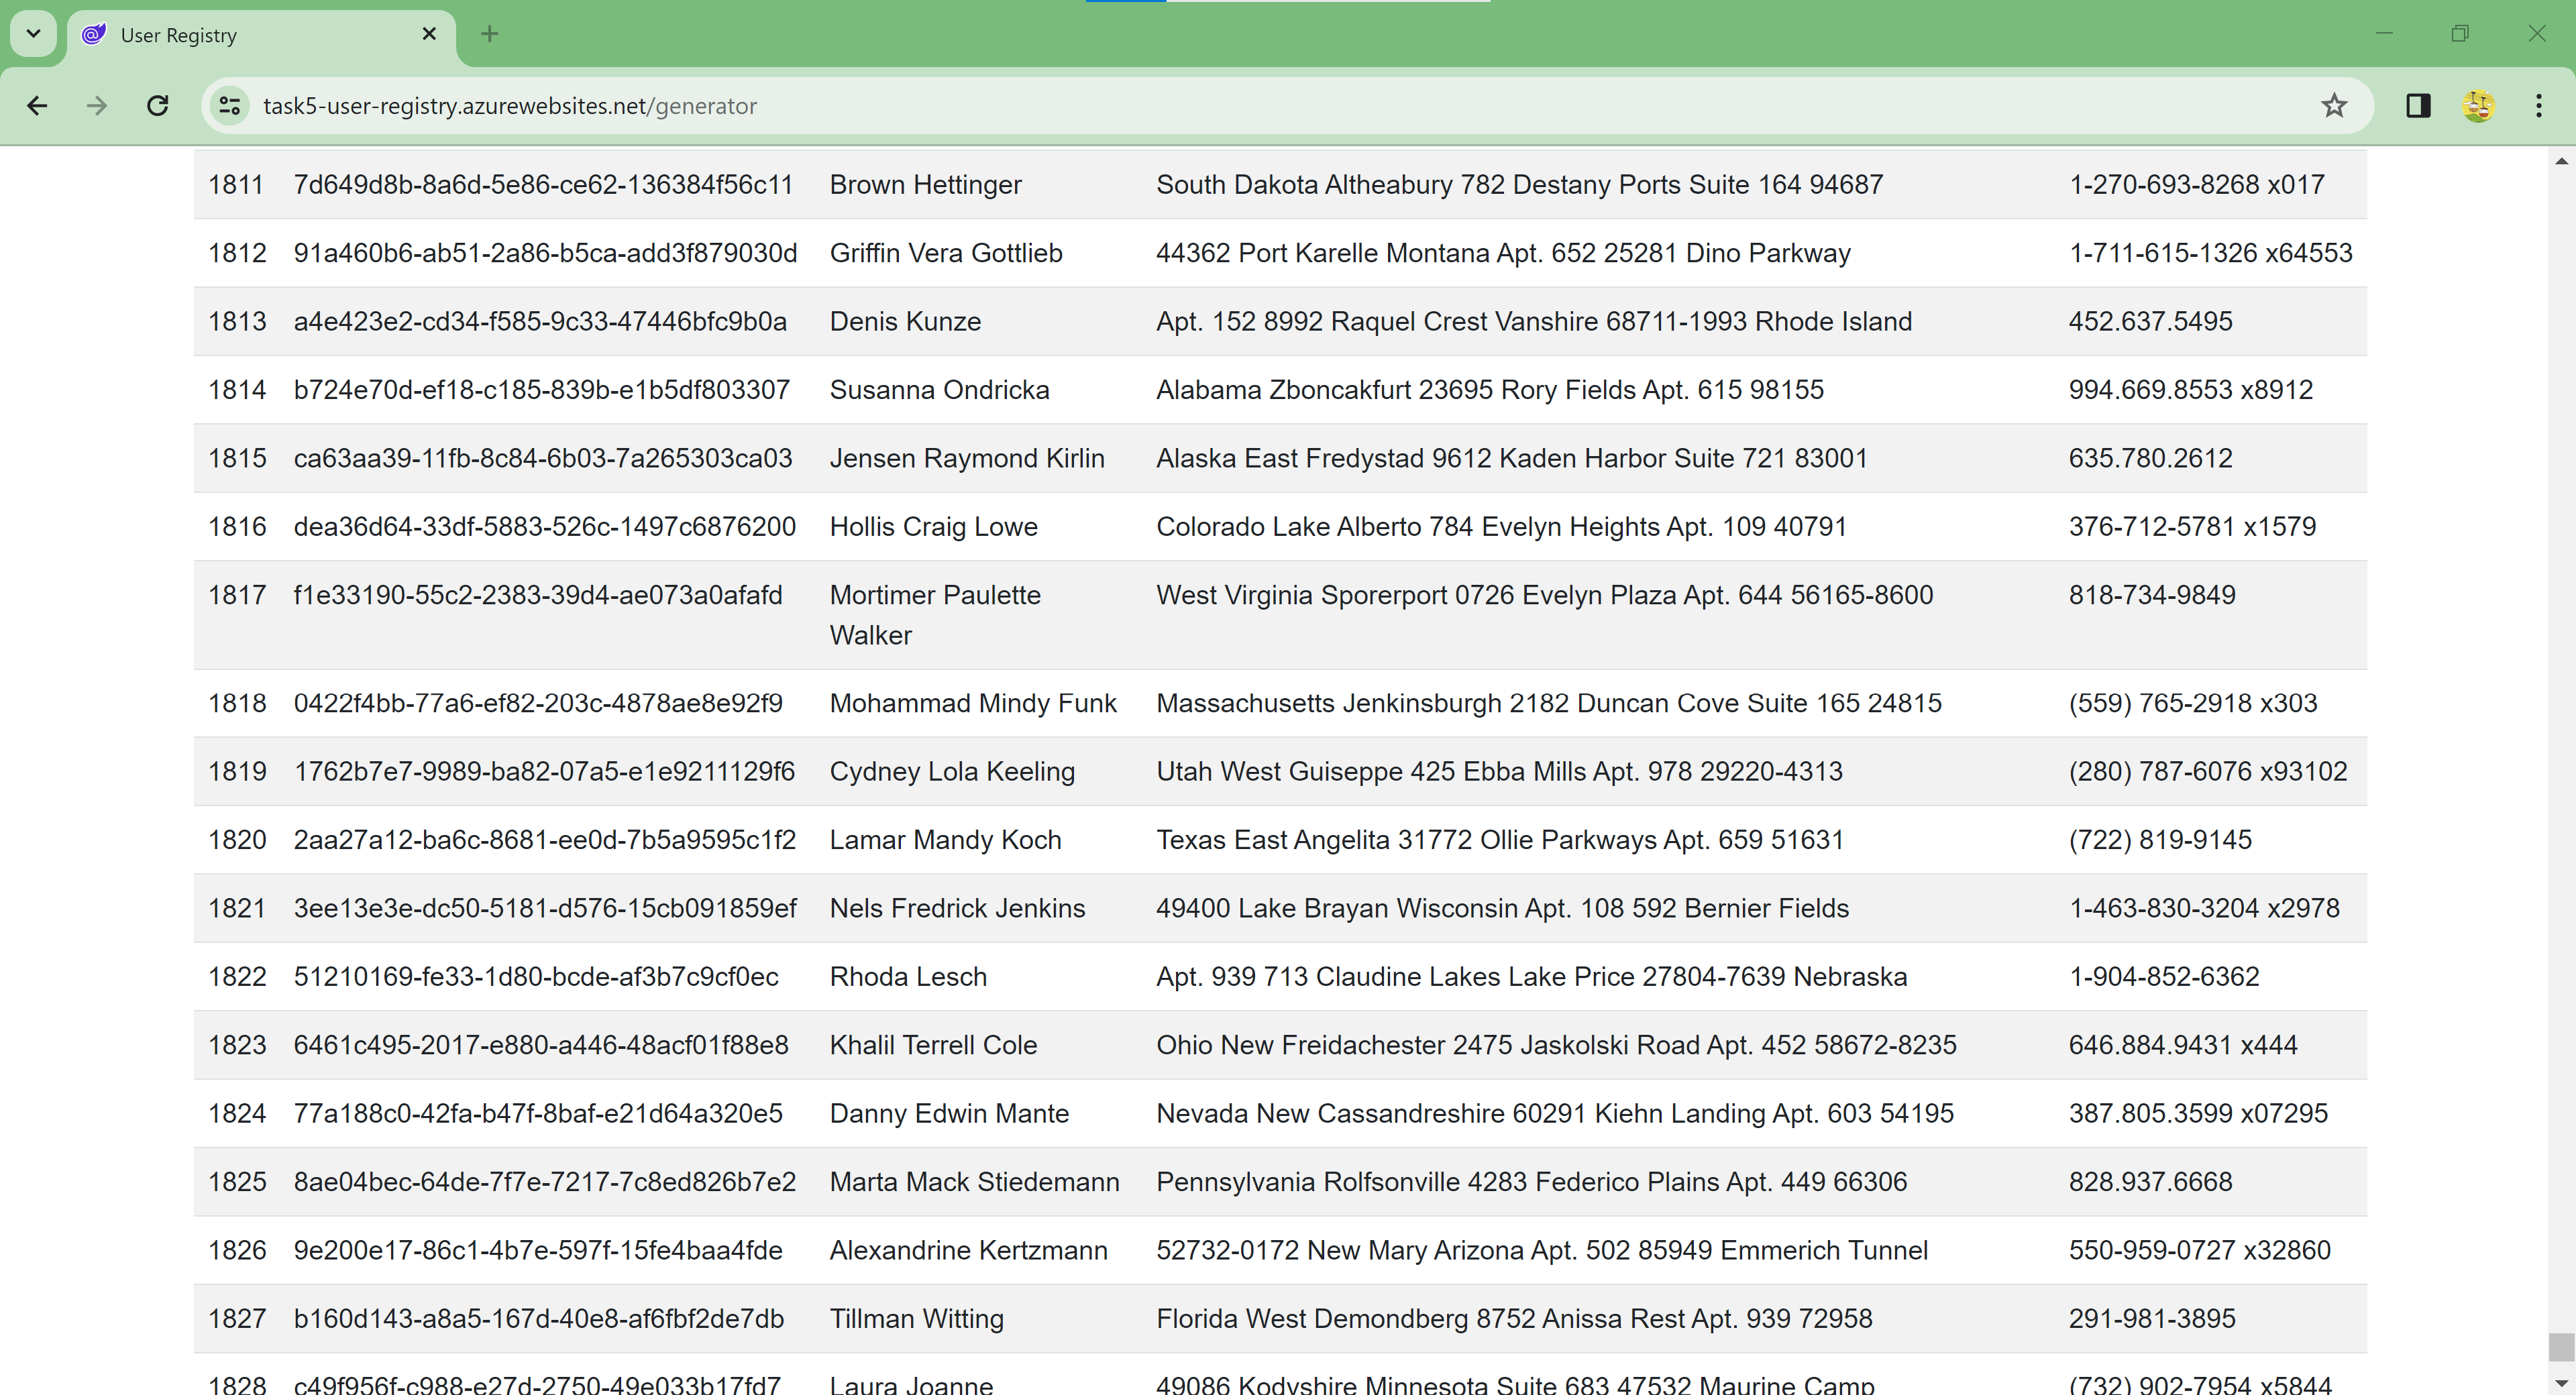 User Registry
task5-user-registry.azurewebsites.net/generator
1811 7d649d8b-8a6d-5e86-ce62-136384f56c11 Brown Hettinger South Dakota Altheabury 782 Destany Ports Suite 164 94687 1-270-693-8268 x017
1812 91a460b6-ab51-2a86-b5ca-add3f879030d Griffin Vera Gottlieb 44362 Port Karelle Montana Apt. 652 25281 Dino Parkway 1-711-615-1326 x64553
1813 a4e423e2-cd34-f585-9c33-47446bfc9b0a Denis Kunze Apt. 152 8992 Raquel Crest Vanshire 68711-1993 Rhode Island 452.637.5495
1814 b724e70d-ef18-c185-839b-e1b5df803307 Susanna Ondricka Alabama Zboncakfurt 23695 Rory Fields Apt. 615 98155 994.669.8553 x8912
1815 ca63aa39-11fb-8c84-6b03-7a265303ca03 Jensen Raymond Kirlin Alaska East Fredystad 9612 Kaden Harbor Suite 721 83001 635.780.2612
1816 dea36d64-33df-5883-526c-1497c6876200 Hollis Craig Lowe Colorado Lake Alberto 784 Evelyn Heights Apt. 109 40791 376-712-5781 x1579
1817 f1e33190-55c2-2383-39d4-ae073a0afafd Mortimer Paulette West Virginia Sporerport 0726 Evelyn Plaza Apt. 644 56165-8600 818-734-9849
Walker
1818 0422f4bb-77a6-ef82-203c-4878ae8e92f9 Mohammad Mindy Funk Massachusetts Jenkinsburgh 2182 Duncan Cove Suite 165 24815 (559) 765-2918 x303
1819 1762b7e7-9989-ba82-07a5-e1e9211129f6 Cydney Lola Keeling Utah West Guiseppe 425 Ebba Mills Apt. 978 29220-4313 (280) 787-6076 x93102
1820 2aa27a12-ba6c-8681-ee0d-7b5a9595c1f2 Lamar Mandy Koch Texas East Angelita 31772 Ollie Parkways Apt. 659 51631 (722) 819-9145
1821 3ee13e3e-dc50-5181-d576-15cb091859ef Nels Fredrick Jenkins 49400 Lake Brayan Wisconsin Apt. 108 592 Bernier Fields 1-463-830-3204 x2978
1822 51210169-fe33-1d80-bcde-af3b7c9cf0ec Rhoda Lesch Apt. 939 713 Claudine Lakes Lake Price 27804-7639 Nebraska 1-904-852-6362
1823 6461c495-2017-e880-a446-48acf01f88e8 Khalil Terrell Cole Ohio New Freidachester 2475 Jaskolski Road Apt. 452 58672-8235 646.884.9431 x444
1824 77a188c0-42fa-b47f-8baf-e21d64a320e5 Danny Edwin Mante Nevada New Cassandreshire 60291 Kiehn Landing Apt. 603 54195 387.805.3599 x07295
1825 8ae04bec-64de-7f7e-7217-7c8ed826b7e2 Marta Mack Stiedemann Pennsylvania Rolfsonville 4283 Federico Plains Apt. 449 66306 828.937.6668
1826 9e200e17-86c1-4b7e-597f-15fe4baa4fde Alexandrine Kertzmann 52732-0172 New Mary Arizona Apt. 502 85949 Emmerich Tunnel 550-959-0727 x32860
1827 b160d143-a8a5-167d-40e8-af6fbf2de7db Tillman Witting Florida West Demondberg 8752 Anissa Rest Apt. 939 72958 291-981-3895
1828 c49f956f-c988-e27d-2750-49e033b17fd7 Laura Joanne 49086 Kodyshire Minnesota Suite 683 47532 Maurine Camp (732) 902-7954 x5844